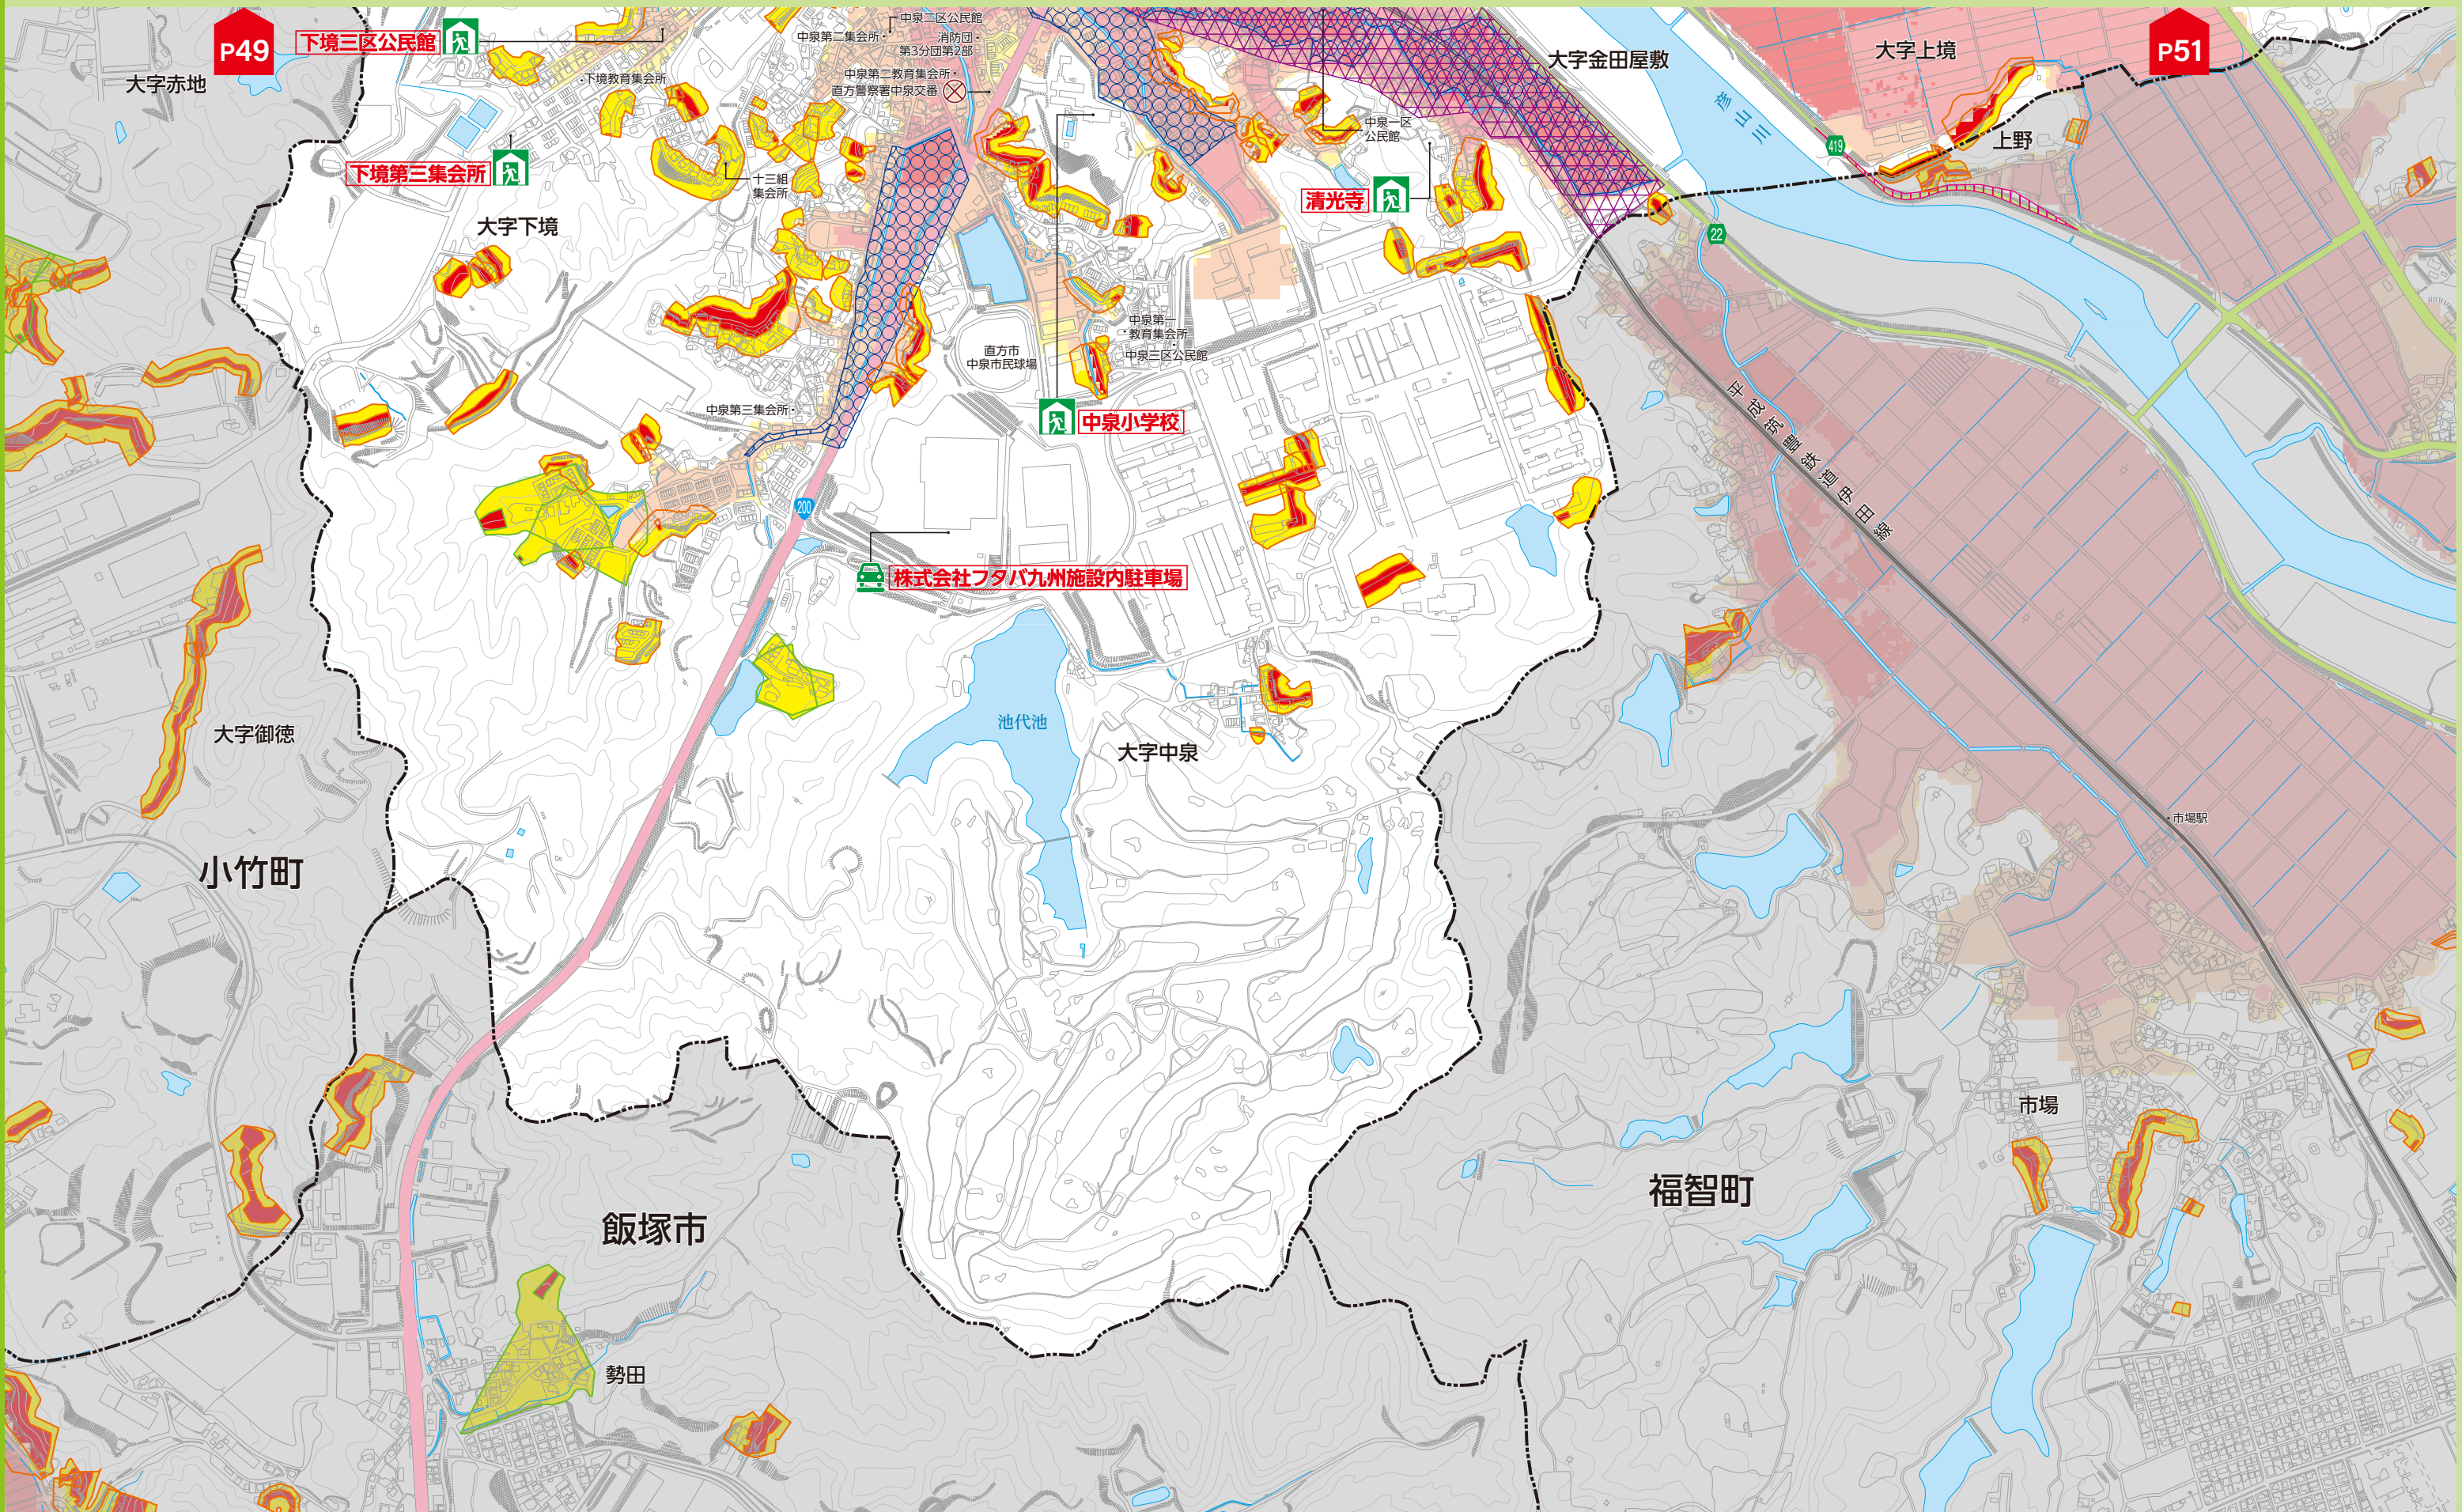 P49
下境三区公民館
大字赤地
下境教育集会所
中泉二区公民館
中泉第二集会所
消防団
第3分団第2部
中泉第二教育集会所
直方警察署中泉交番
大字金田屋敷
大字上境
P51
彦山川
419
上野
中泉一区
公民館
下境第三集会所
十三組
集会所
清光寺
大字下境
22
中泉第一
教育集会所
中泉三区公民館
直方市
中泉市民球場
中泉第三集会所
中泉小学校
平成筑豊鉄道伊田線
200
株式会社フタバ九州施設内駐車場
池代池
大字中泉
大字御徳
市場駅
小竹町
市場
福智町
飯塚市
勢田